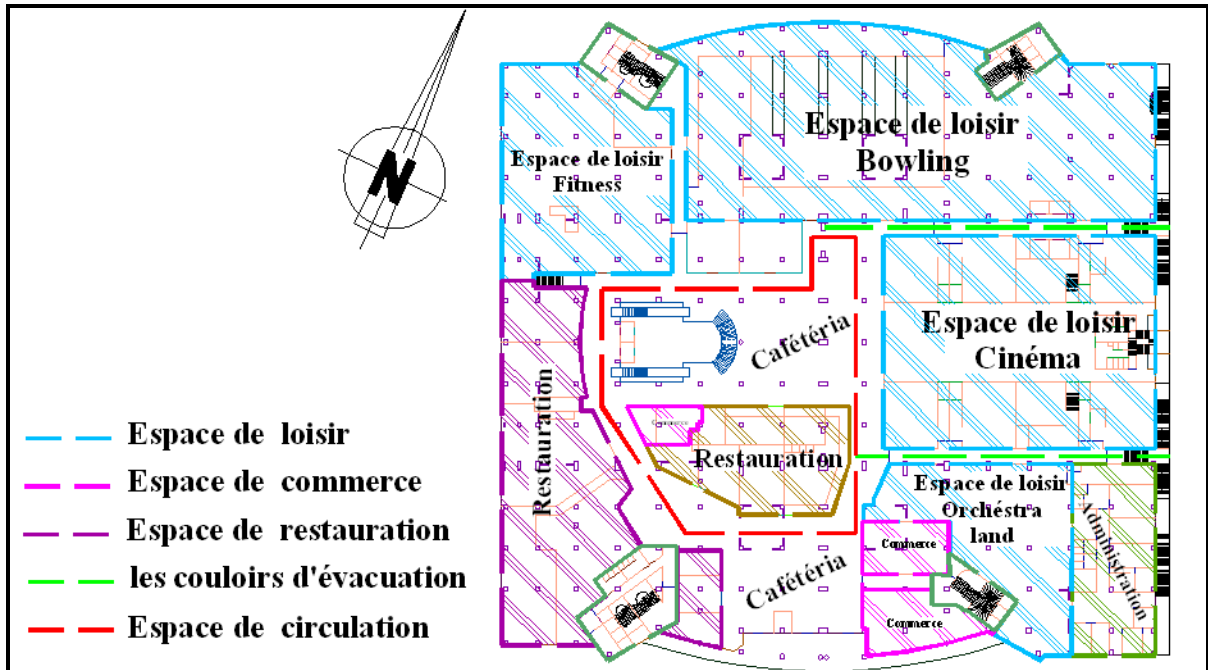 N
Espace de loisir
Bowling
Espace de loisir
Fitness
Cafétéria
Espace de loisir
Cinéma
Restauration
Commerce
Restauration
Espace de loisir
Orchéstra
land
Administration
Commerce
Cafétéria
Commerce
Espace de loisir
Espace de commerce
Espace de restauration
les couloirs d'évacuation
Espace de circulation